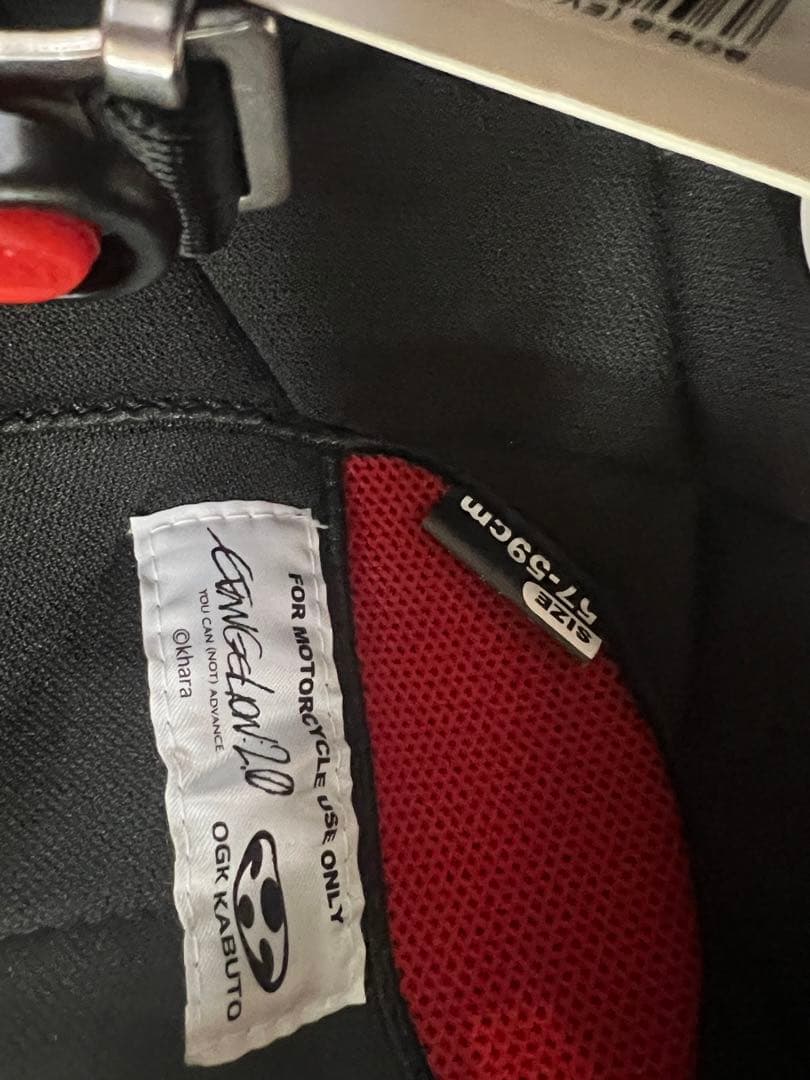 FOR MOTORCYCLE USE ONLY
EVANGELION:2.0
YOU CAN (NOT) ADVANCE
©khara
OGK KABUTO
SIZE
57-59cm